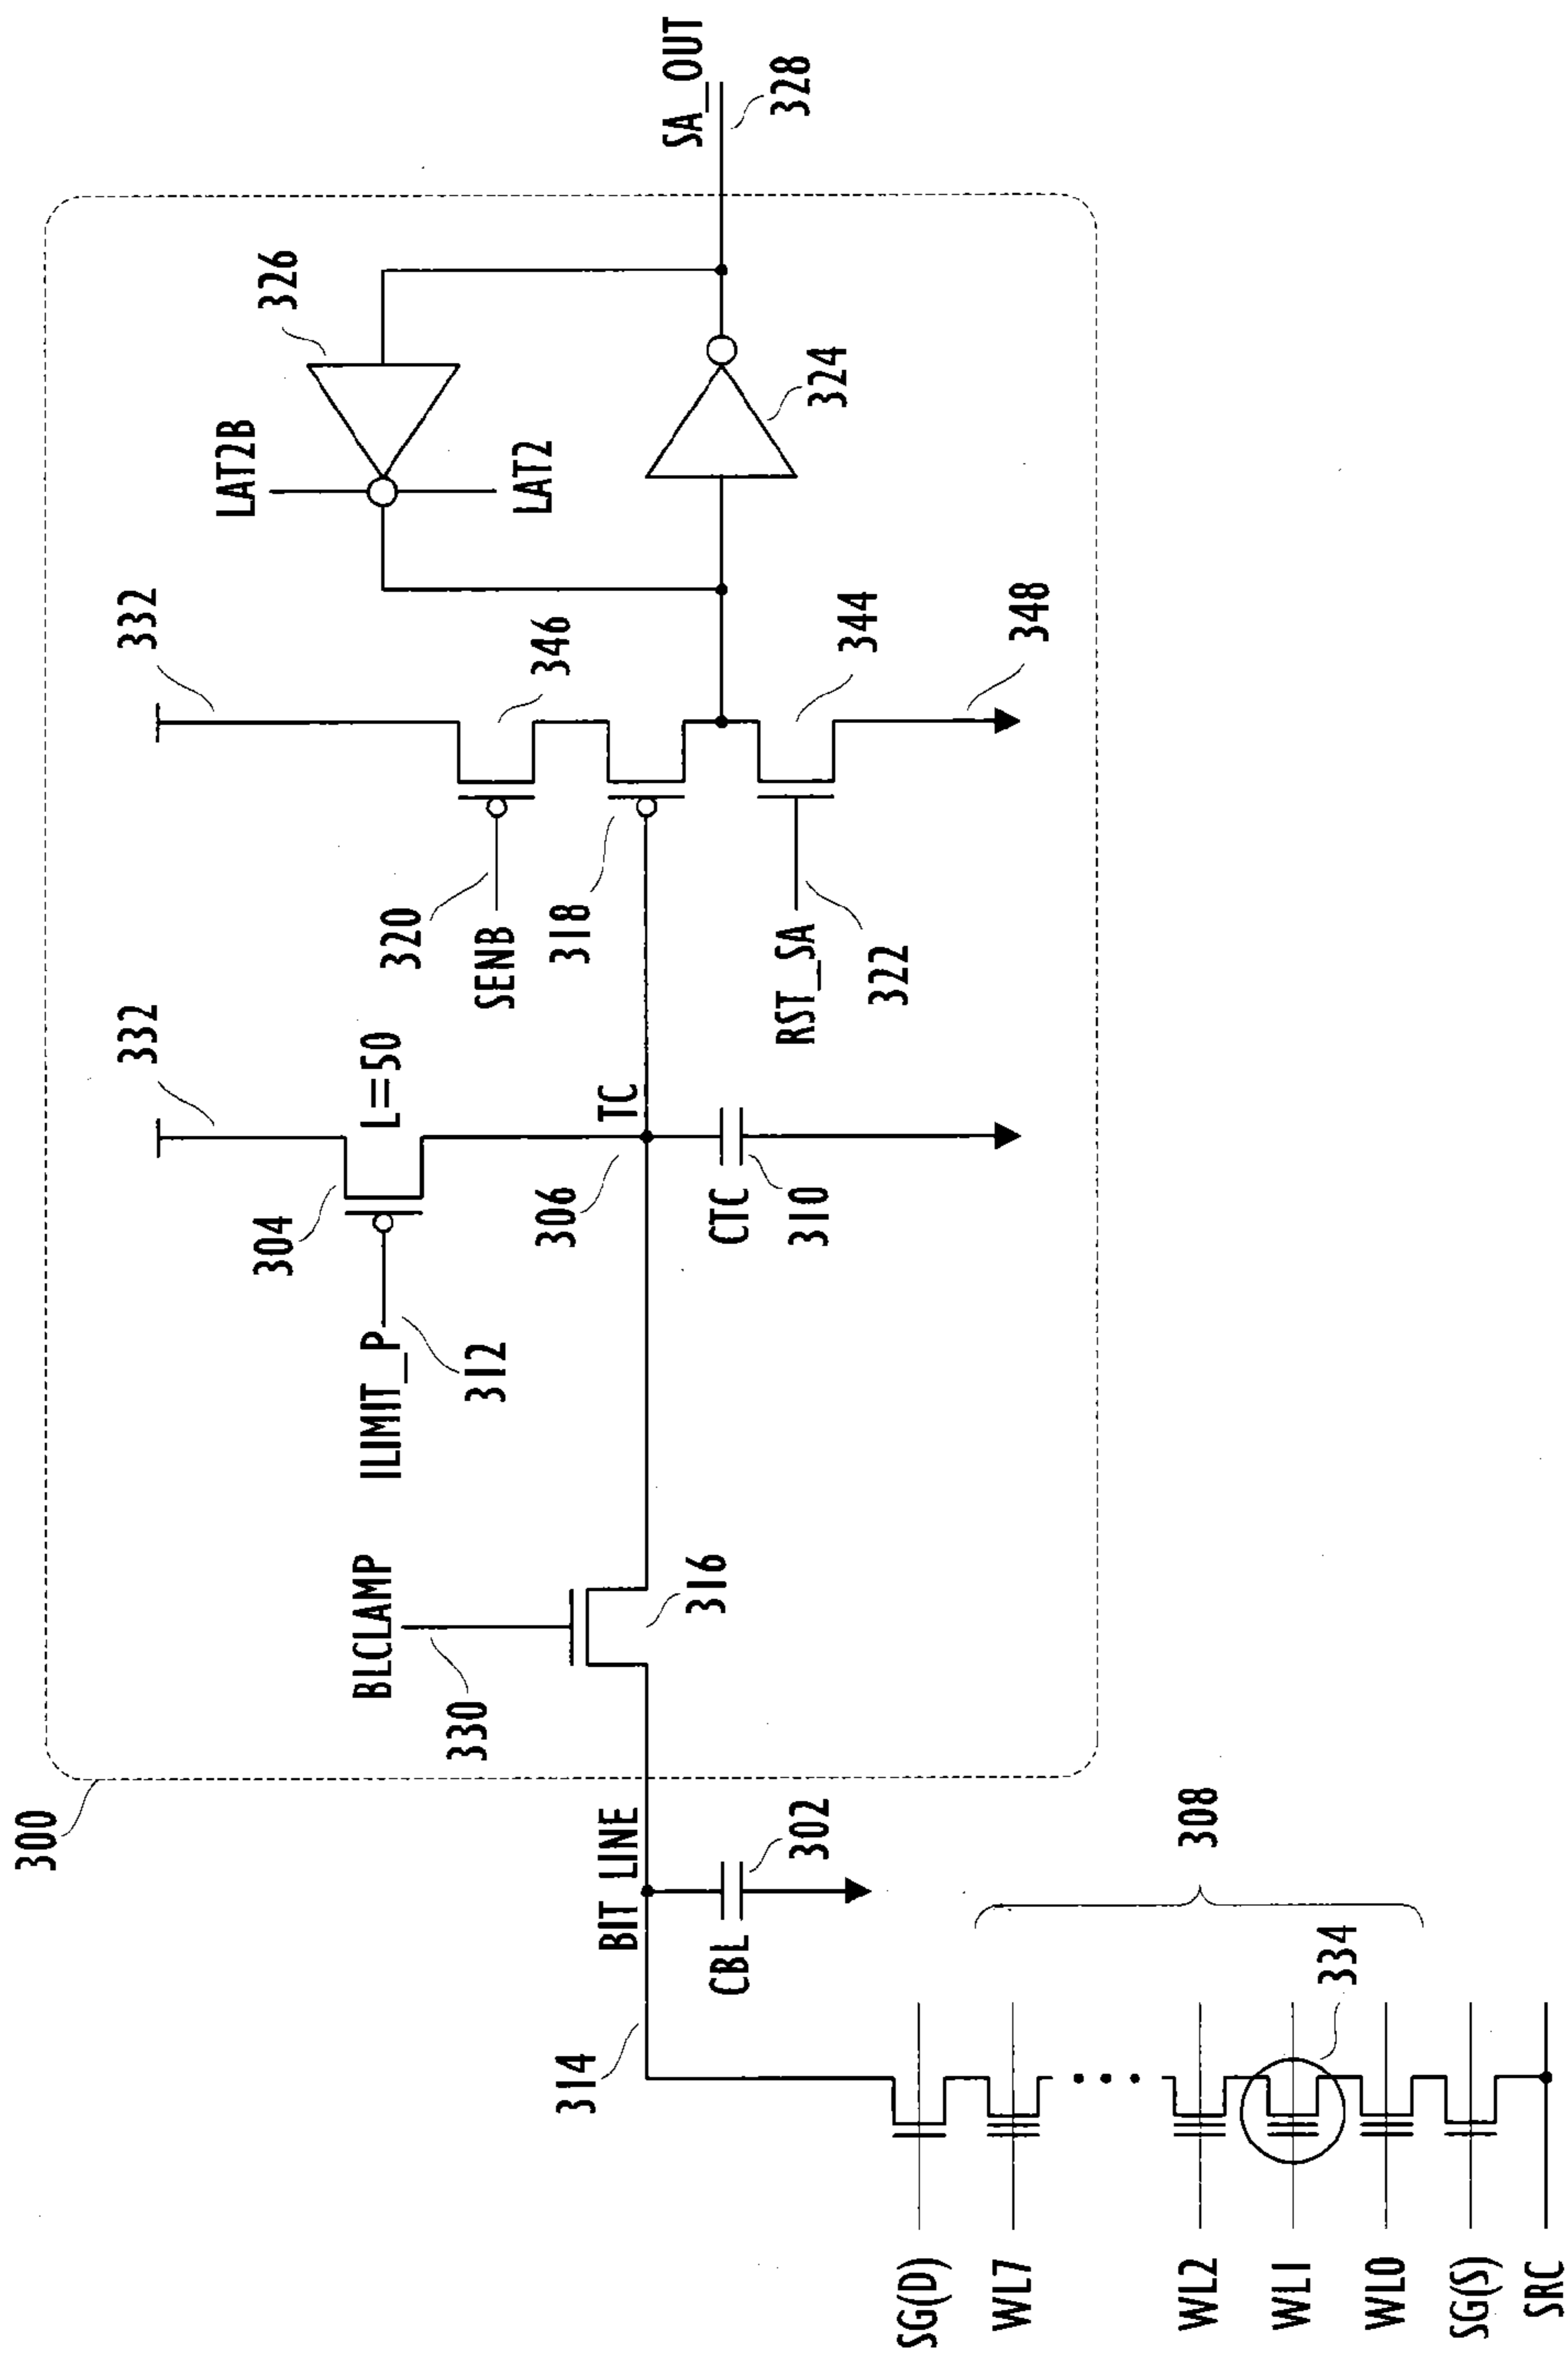 300
332
332
326
LAT2B
LAT2
SA_OUT
328
304
L=50
ILIMIT_P
312
320
SENB
346
318
324
BLCLAMP
330
316
306
TC
CTC
310
RST_SA
322
344
348
314
BIT LINE
CBL
302
SG(D)
WL7
308
WL2
WL1
334
WL0
SG(S)
SRC